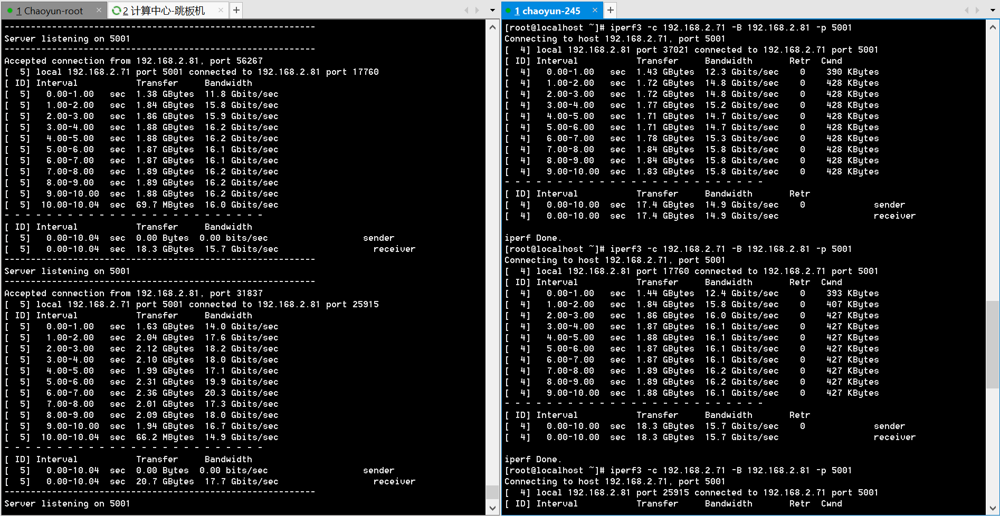 1 Chaoyun-root × 2 计算中心-跳板机 × +
------------------------------------------------------------
Server listening on 5001
------------------------------------------------------------
Accepted connection from 192.168.2.81, port 56267
[  5] local 192.168.2.71 port 5001 connected to 192.168.2.81 port 17760
[ ID] Interval           Transfer     Bandwidth
[  5]   0.00-1.00   sec  1.38 GBytes  11.8 Gbits/sec
[  5]   1.00-2.00   sec  1.84 GBytes  15.8 Gbits/sec
[  5]   2.00-3.00   sec  1.86 GBytes  15.9 Gbits/sec
[  5]   3.00-4.00   sec  1.88 GBytes  16.2 Gbits/sec
[  5]   4.00-5.00   sec  1.88 GBytes  16.2 Gbits/sec
[  5]   5.00-6.00   sec  1.87 GBytes  16.1 Gbits/sec
[  5]   6.00-7.00   sec  1.87 GBytes  16.1 Gbits/sec
[  5]   7.00-8.00   sec  1.89 GBytes  16.2 Gbits/sec
[  5]   8.00-9.00   sec  1.89 GBytes  16.2 Gbits/sec
[  5]   9.00-10.00  sec  1.88 GBytes  16.2 Gbits/sec
[  5]  10.00-10.04  sec  69.7 MBytes  16.0 Gbits/sec
- - - - - - - - - - - - - - - - - - - - - - - - -
[ ID] Interval           Transfer     Bandwidth
[  5]   0.00-10.04  sec  0.00 Bytes  0.00 bits/sec                  sender
[  5]   0.00-10.04  sec  18.3 GBytes  15.7 Gbits/sec                  receiver
------------------------------------------------------------
Server listening on 5001
------------------------------------------------------------
Accepted connection from 192.168.2.81, port 31837
[  5] local 192.168.2.71 port 5001 connected to 192.168.2.81 port 25915
[ ID] Interval           Transfer     Bandwidth
[  5]   0.00-1.00   sec  1.63 GBytes  14.0 Gbits/sec
[  5]   1.00-2.00   sec  2.04 GBytes  17.6 Gbits/sec
[  5]   2.00-3.00   sec  2.12 GBytes  18.2 Gbits/sec
[  5]   3.00-4.00   sec  2.10 GBytes  18.0 Gbits/sec
[  5]   4.00-5.00   sec  1.99 GBytes  17.1 Gbits/sec
[  5]   5.00-6.00   sec  2.31 GBytes  19.9 Gbits/sec
[  5]   6.00-7.00   sec  2.36 GBytes  20.3 Gbits/sec
[  5]   7.00-8.00   sec  2.01 GBytes  17.3 Gbits/sec
[  5]   8.00-9.00   sec  2.09 GBytes  18.0 Gbits/sec
[  5]   9.00-10.00  sec  1.94 GBytes  16.7 Gbits/sec
[  5]  10.00-10.04  sec  66.2 MBytes  14.9 Gbits/sec
- - - - - - - - - - - - - - - - - - - - - - - - -
[ ID] Interval           Transfer     Bandwidth
[  5]   0.00-10.04  sec  0.00 Bytes  0.00 bits/sec                  sender
[  5]   0.00-10.04  sec  20.7 GBytes  17.7 Gbits/sec                  receiver
------------------------------------------------------------
Server listening on 5001
1 chaoyun-245 × +
[root@localhost ~]# iperf3 -c 192.168.2.71 -B 192.168.2.81 -p 5001
Connecting to host 192.168.2.71, port 5001
[  4] local 192.168.2.81 port 37021 connected to 192.168.2.71 port 5001
[ ID] Interval           Transfer     Bandwidth       Retr  Cwnd
[  4]   0.00-1.00   sec  1.43 GBytes  12.3 Gbits/sec    0    390 KBytes
[  4]   1.00-2.00   sec  1.72 GBytes  14.8 Gbits/sec    0    428 KBytes
[  4]   2.00-3.00   sec  1.72 GBytes  14.8 Gbits/sec    0    428 KBytes
[  4]   3.00-4.00   sec  1.77 GBytes  15.2 Gbits/sec    0    428 KBytes
[  4]   4.00-5.00   sec  1.71 GBytes  14.7 Gbits/sec    0    428 KBytes
[  4]   5.00-6.00   sec  1.71 GBytes  14.7 Gbits/sec    0    428 KBytes
[  4]   6.00-7.00   sec  1.78 GBytes  15.3 Gbits/sec    0    428 KBytes
[  4]   7.00-8.00   sec  1.84 GBytes  15.8 Gbits/sec    0    428 KBytes
[  4]   8.00-9.00   sec  1.84 GBytes  15.8 Gbits/sec    0    428 KBytes
[  4]   9.00-10.00  sec  1.83 GBytes  15.8 Gbits/sec    0    428 KBytes
- - - - - - - - - - - - - - - - - - - - - - - - -
[ ID] Interval           Transfer     Bandwidth       Retr
[  4]   0.00-10.00  sec  17.4 GBytes  14.9 Gbits/sec    0             sender
[  4]   0.00-10.00  sec  17.4 GBytes  14.9 Gbits/sec                  receiver
iperf Done.
[root@localhost ~]# iperf3 -c 192.168.2.71 -B 192.168.2.81 -p 5001
Connecting to host 192.168.2.71, port 5001
[  4] local 192.168.2.81 port 17760 connected to 192.168.2.71 port 5001
[ ID] Interval           Transfer     Bandwidth       Retr  Cwnd
[  4]   0.00-1.00   sec  1.44 GBytes  12.4 Gbits/sec    0    393 KBytes
[  4]   1.00-2.00   sec  1.84 GBytes  15.8 Gbits/sec    0    407 KBytes
[  4]   2.00-3.00   sec  1.86 GBytes  16.0 Gbits/sec    0    427 KBytes
[  4]   3.00-4.00   sec  1.87 GBytes  16.1 Gbits/sec    0    427 KBytes
[  4]   4.00-5.00   sec  1.88 GBytes  16.1 Gbits/sec    0    427 KBytes
[  4]   5.00-6.00   sec  1.87 GBytes  16.1 Gbits/sec    0    427 KBytes
[  4]   6.00-7.00   sec  1.87 GBytes  16.1 Gbits/sec    0    427 KBytes
[  4]   7.00-8.00   sec  1.89 GBytes  16.2 Gbits/sec    0    427 KBytes
[  4]   8.00-9.00   sec  1.89 GBytes  16.2 Gbits/sec    0    427 KBytes
[  4]   9.00-10.00  sec  1.88 GBytes  16.1 Gbits/sec    0    427 KBytes
- - - - - - - - - - - - - - - - - - - - - - - - -
[ ID] Interval           Transfer     Bandwidth       Retr
[  4]   0.00-10.00  sec  18.3 GBytes  15.7 Gbits/sec    0             sender
[  4]   0.00-10.00  sec  18.3 GBytes  15.7 Gbits/sec                  receiver
iperf Done.
[root@localhost ~]# iperf3 -c 192.168.2.71 -B 192.168.2.81 -p 5001
Connecting to host 192.168.2.71, port 5001
[  4] local 192.168.2.81 port 25915 connected to 192.168.2.71 port 5001
[ ID] Interval           Transfer     Bandwidth       Retr  Cwnd